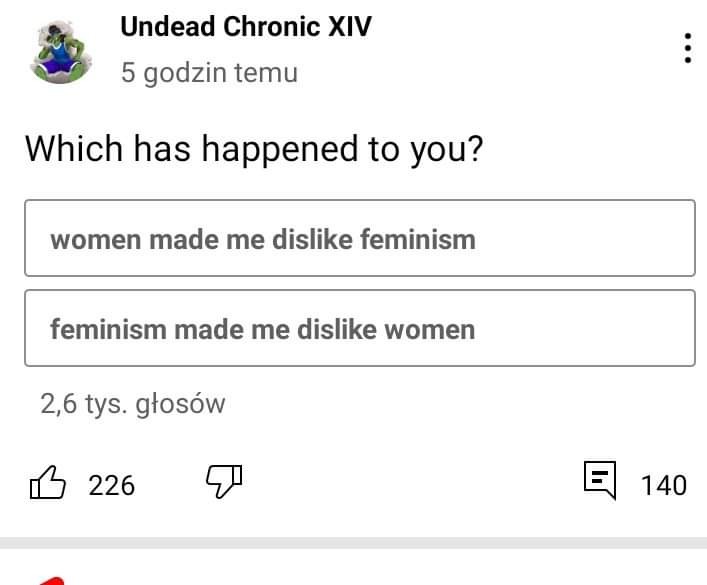 Undead Chronic XIV
5 godzin temu
Which has happened to you?
women made me dislike feminism
feminism made me dislike women
2,6 tys. głosów
226
140